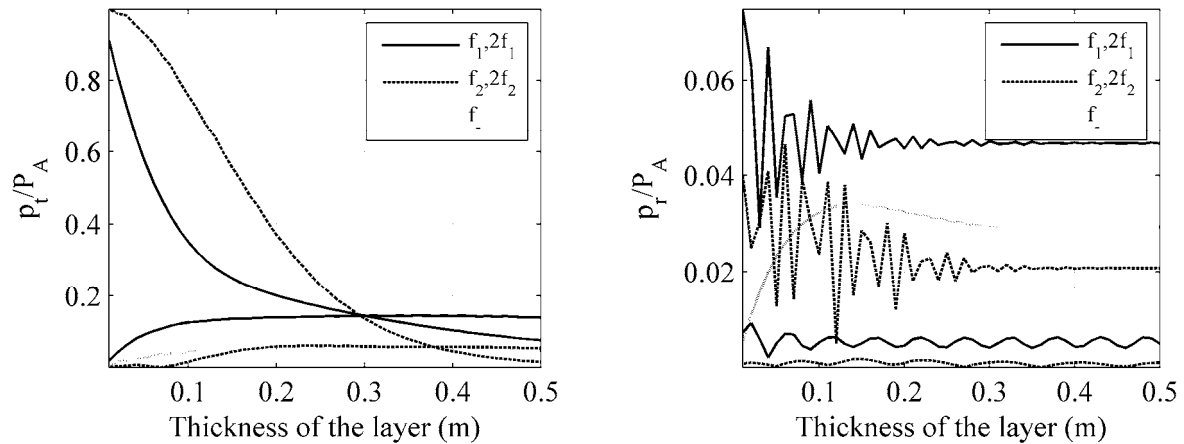 0.8
0.6
0.4
0.2
0.1 0.2 0.3 0.4 0.5
p_t/P_A
Thickness of the layer (m)
f_1,2f_1
f_2,2f_2
f_-
0.06
0.04
0.02
0.1 0.2 0.3 0.4 0.5
p_r/P_A
Thickness of the layer (m)
f_1,2f_1
f_2,2f_2
f_-